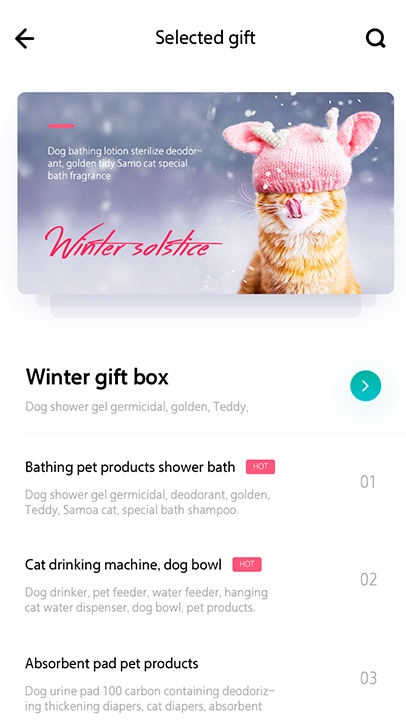 Selected gift
Dog bathing lotion sterilize deodor-
ant, golden tidy Samo cat special
bath fragrance
Winter solstice
Winter gift box
Dog shower gel germicidal, golden, Teddy,
Bathing pet products shower bath HOT
01
Dog shower gel germicidal, deodorant, golden,
Teddy, Samoa cat, special bath shampoo.
Cat drinking machine, dog bowl HOT
02
Dog drinker, pet feeder, water feeder, hanging
cat water dispenser, dog bowl, pet products.
Absorbent pad pet products
03
Dog urine pad 100 carbon containing deodoriz-
ing thickening diapers, cat diapers, absorbent